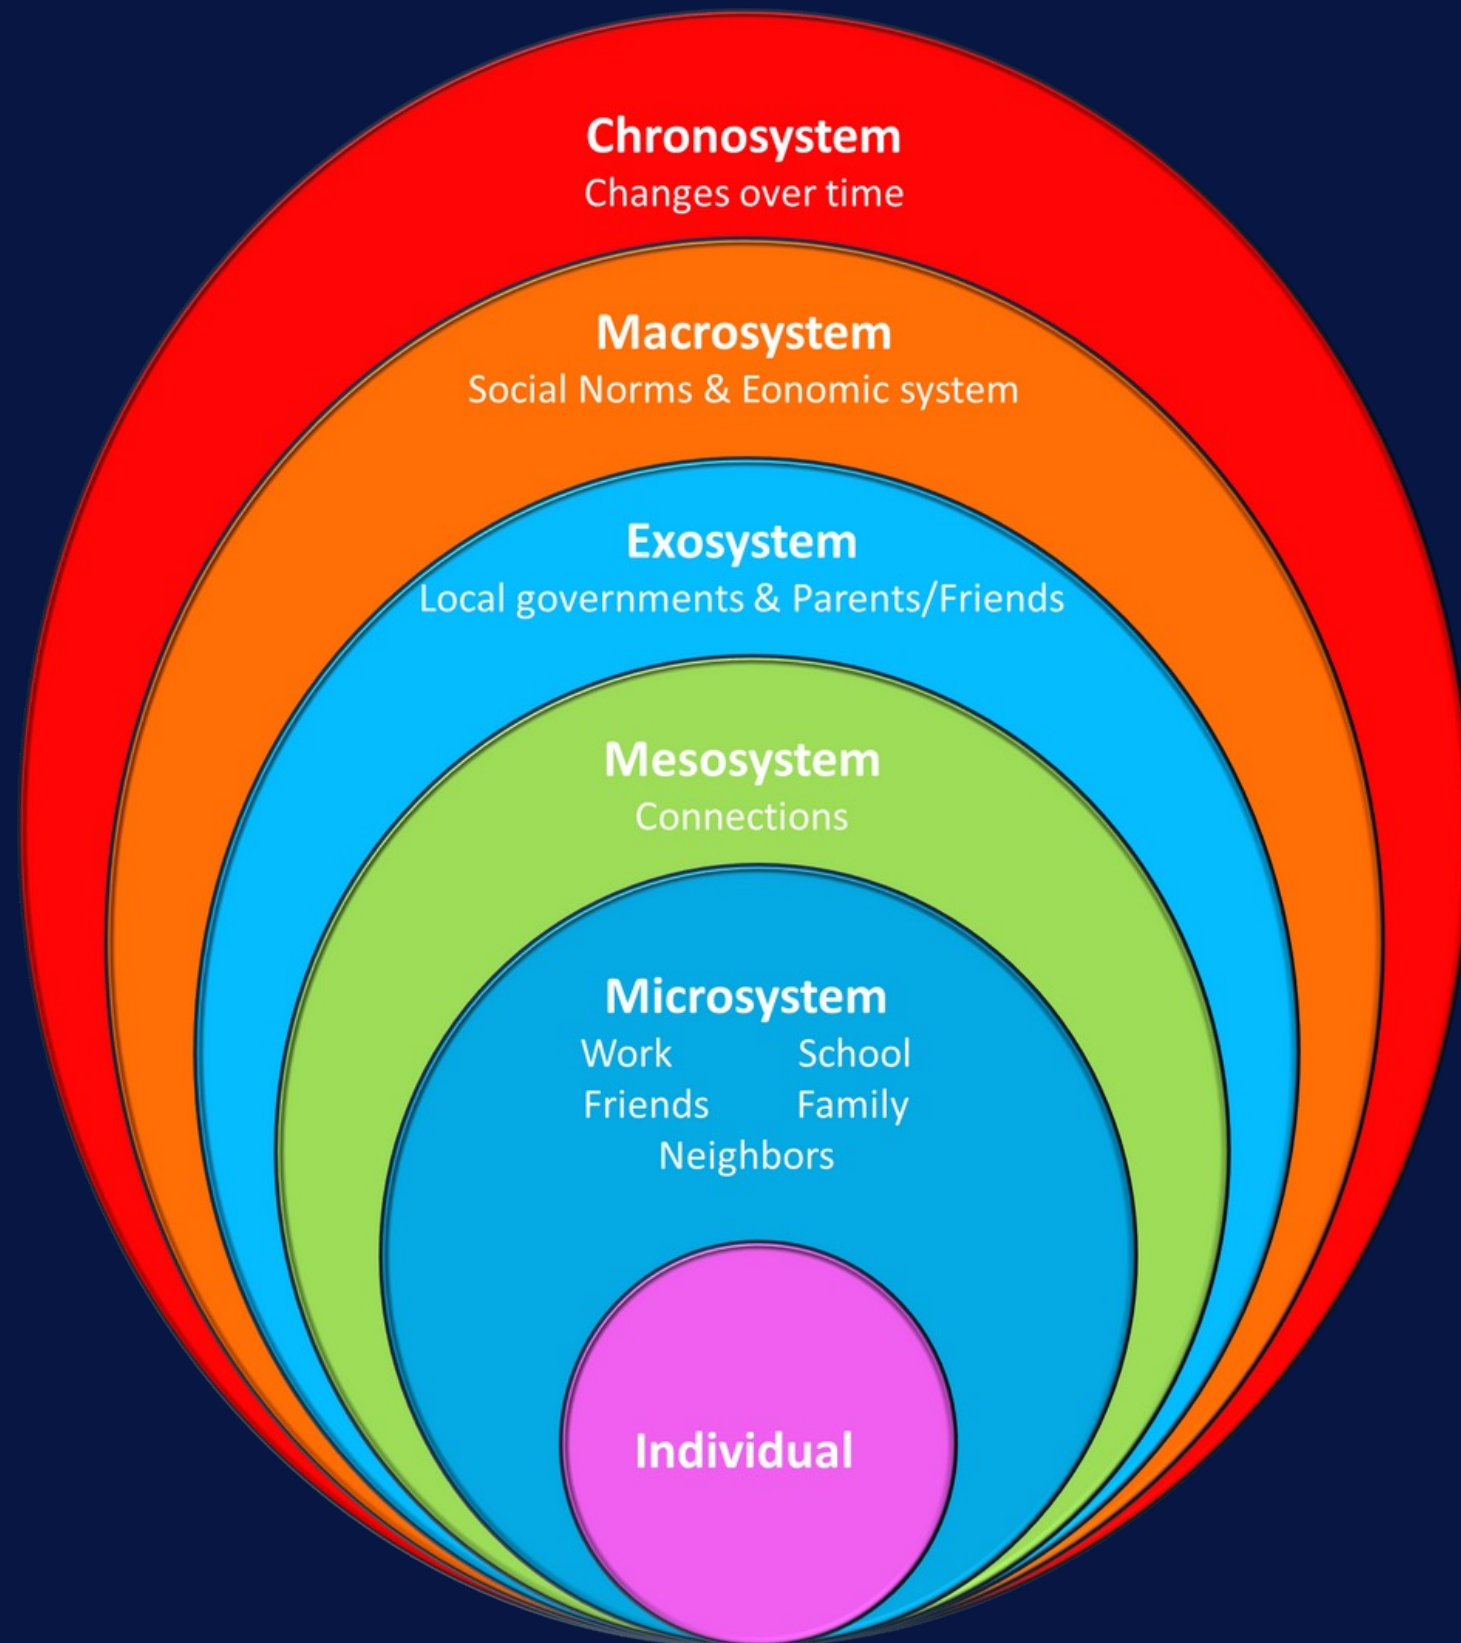 Chronosystem
Changes over time
Macrosystem
Social Norms & Eonomic system
Exosystem
Local governments & Parents/Friends
Mesosystem
Connections
Microsystem
Work School
Friends Family
Neighbors
Individual